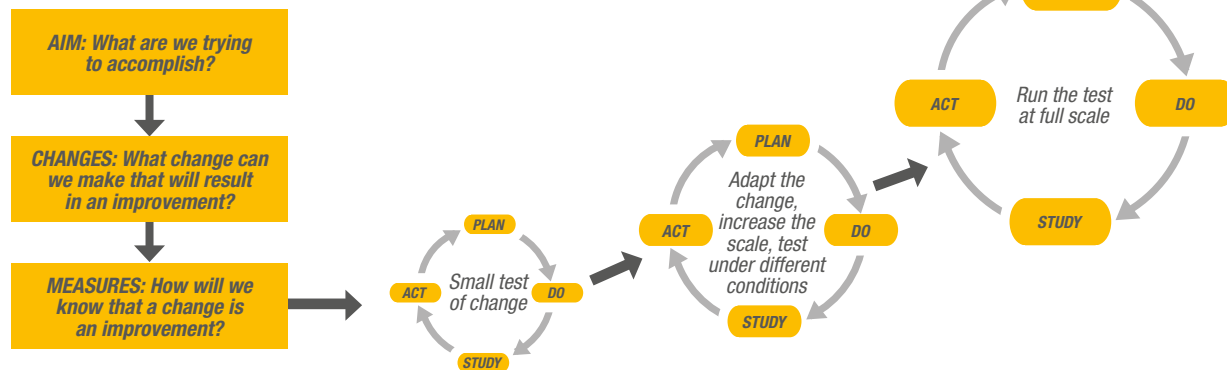 AIM: What are we trying
to accomplish?
CHANGES: What change can
we make that will result
in an improvement?
MEASURES: How will we
know that a change is
an improvement?
PLAN
ACT
Small test
of change
DO
STUDY
PLAN
ACT
Adapt the
change,
increase the
scale, test
under different
conditions
DO
STUDY
ACT
Run the test
at full scale
DO
STUDY